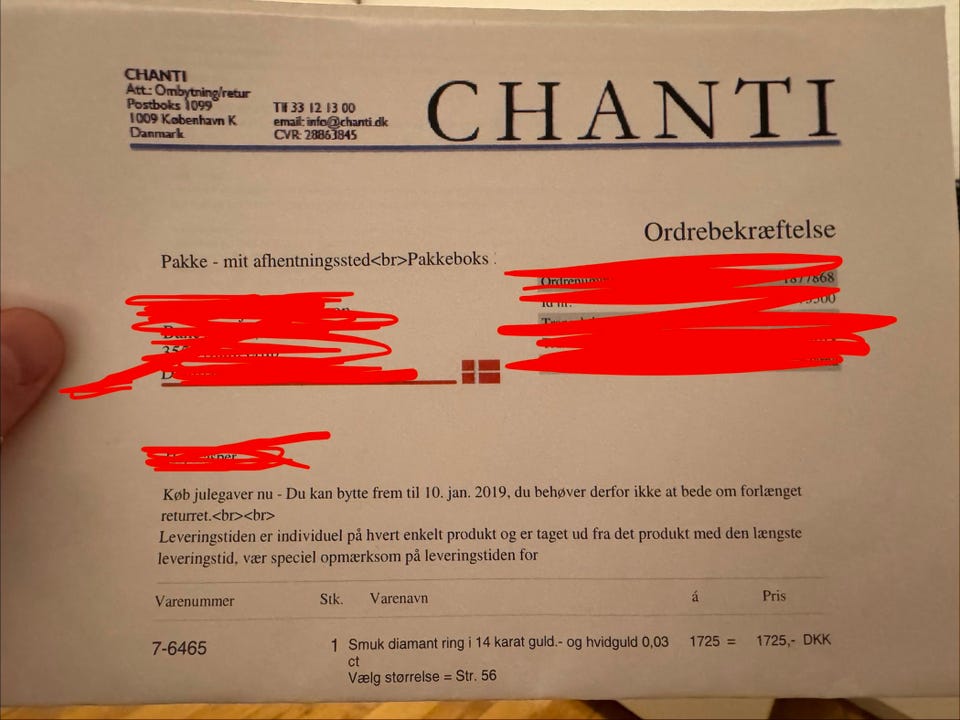 CHANTI
Att.: Ombytning/retur
Postboks 1099
1009 København K
Danmark
Tlf 33 12 13 00
email: info@chanti.dk
CVR: 28863845
CHANTI
Ordrebekræftelse
Pakke - mit afhentningssted<br>Pakkeboks
Køb julegaver nu - Du kan bytte frem til 10. jan. 2019, du behøver derfor ikke at bede om forlænget
returret.<br><br>
Leveringstiden er individuel på hvert enkelt produkt og er taget ud fra det produkt med den længste
leveringstid, vær speciel opmærksom på leveringstiden for
Varenummer Stk. Varenavn á Pris
7-6465 1 Smuk diamant ring i 14 karat guld.- og hvidguld 0,03 1725 = 1725,- DKK
ct
Vælg størrelse = Str. 56